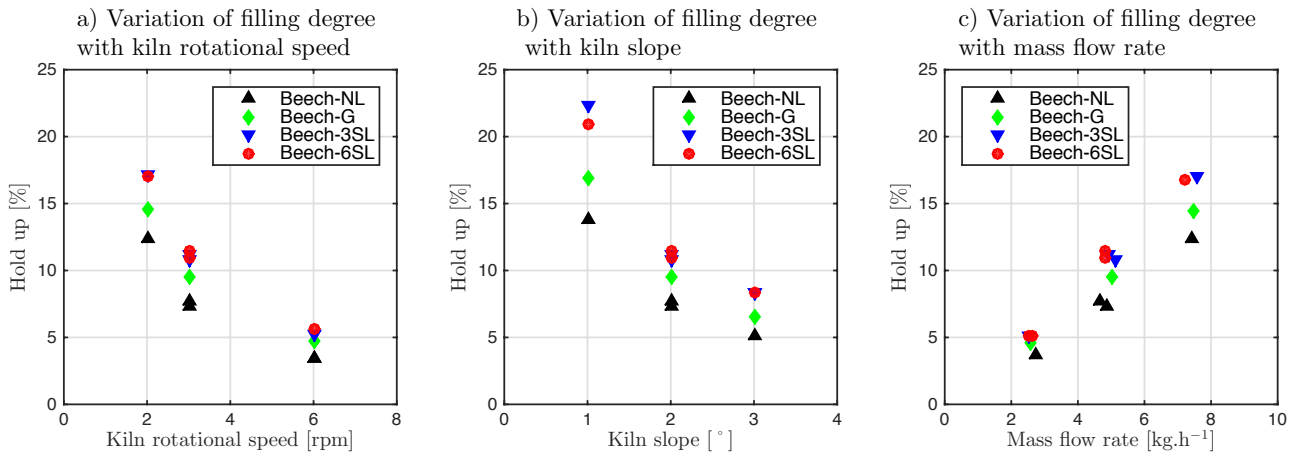 a) Variation of filling degree
with kiln rotational speed
25
20
15
10
5
0
Hold up [%]
Beech-NL
Beech-G
Beech-3SL
Beech-6SL
0 2 4 6 8
Kiln rotational speed [rpm]
b) Variation of filling degree
with kiln slope
25
20
15
10
5
0
Hold up [%]
Beech-NL
Beech-G
Beech-3SL
Beech-6SL
0 1 2 3 4
Kiln slope [°]
c) Variation of filling degree
with mass flow rate
25
20
15
10
5
0
Hold up [%]
Beech-NL
Beech-G
Beech-3SL
Beech-6SL
0 2 4 6 8 10
Mass flow rate [kg.h⁻¹]